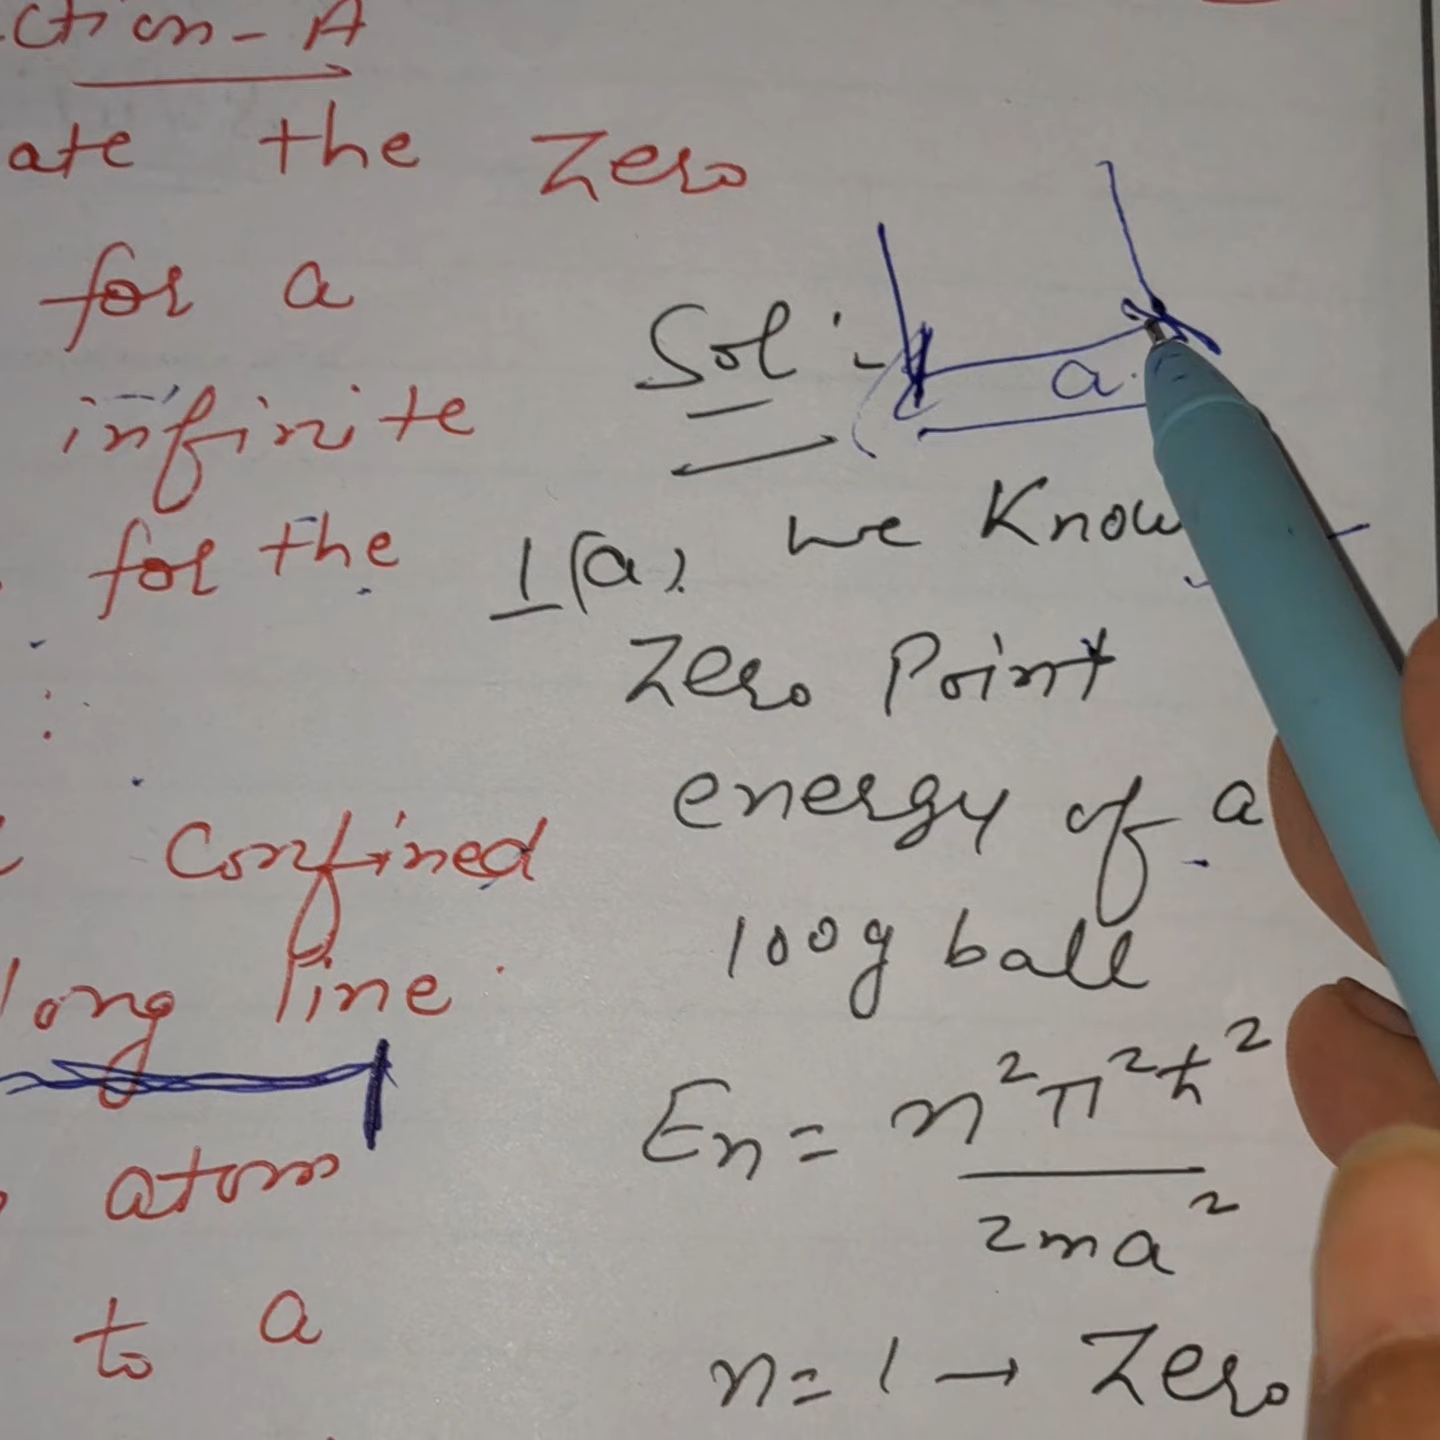 ction - A
ate the Zero
for a
infinite
for the
confined
long line
atom
to a
Sol :-
a
1(a), we Know
Zero Point
energy of a
100g ball
En = n²π²ħ²
2ma²
n = 1 → Zero